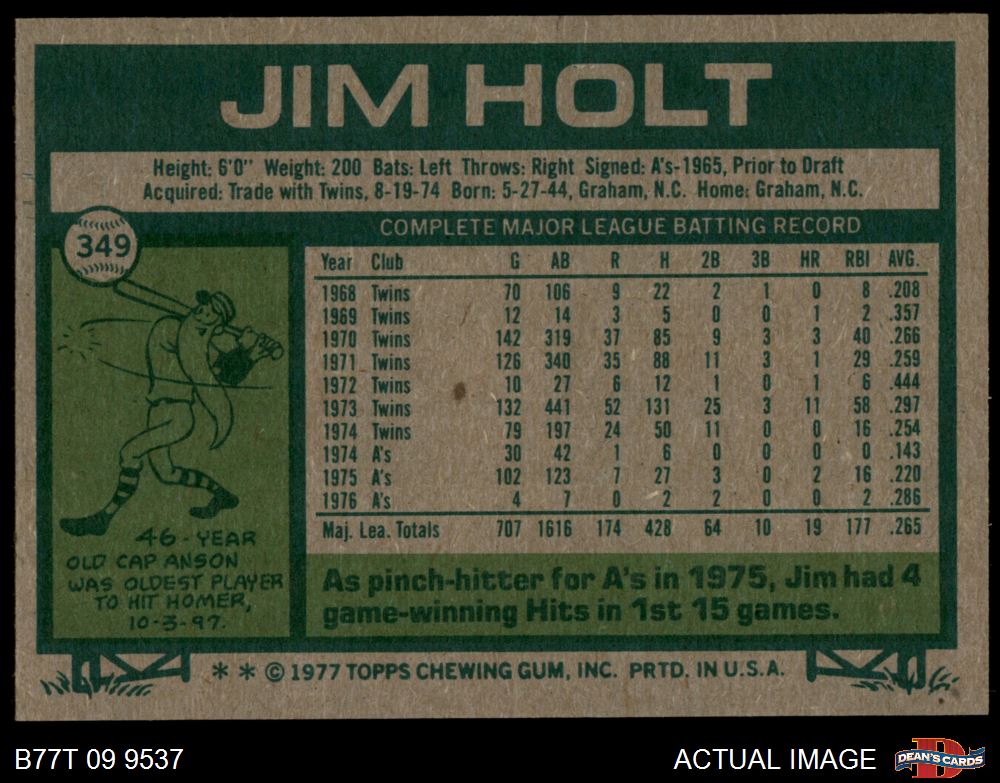 JIM HOLT
Height: 6'0" Weight: 200 Bats: Left Throws: Right Signed: A's-1965, Prior to Draft
Acquired: Trade with Twins, 8-19-74 Born: 5-27-44, Graham, N.C. Home: Graham, N.C.
349
COMPLETE MAJOR LEAGUE BATTING RECORD
Year Club G AB R H 2B 3B HR RBI AVG.
1968 Twins 70 106 9 22 2 1 0 8 .208
1969 Twins 12 14 3 5 0 0 1 2 .357
1970 Twins 142 319 37 85 9 3 3 40 .266
1971 Twins 126 340 35 88 11 3 1 29 .259
1972 Twins 10 27 6 12 1 0 1 6 .444
1973 Twins 132 441 52 131 25 3 11 58 .297
1974 Twins 79 197 24 50 11 0 0 16 .254
1974 A's 30 42 1 6 0 0 0 0 .143
1975 A's 102 123 7 27 3 0 2 16 .220
1976 A's 4 7 0 2 2 0 0 2 .286
Maj. Lea. Totals 707 1616 174 428 64 10 19 177 .265
46-YEAR
OLD CAP ANSON
WAS OLDEST PLAYER
TO HIT HOMER,
10-3-97.
As pinch-hitter for A's in 1975, Jim had 4
game-winning Hits in 1st 15 games.
* * © 1977 TOPPS CHEWING GUM, INC. PRTD. IN U.S.A.
B77T 09 9537
ACTUAL IMAGE
D
DEAN'S CARDS